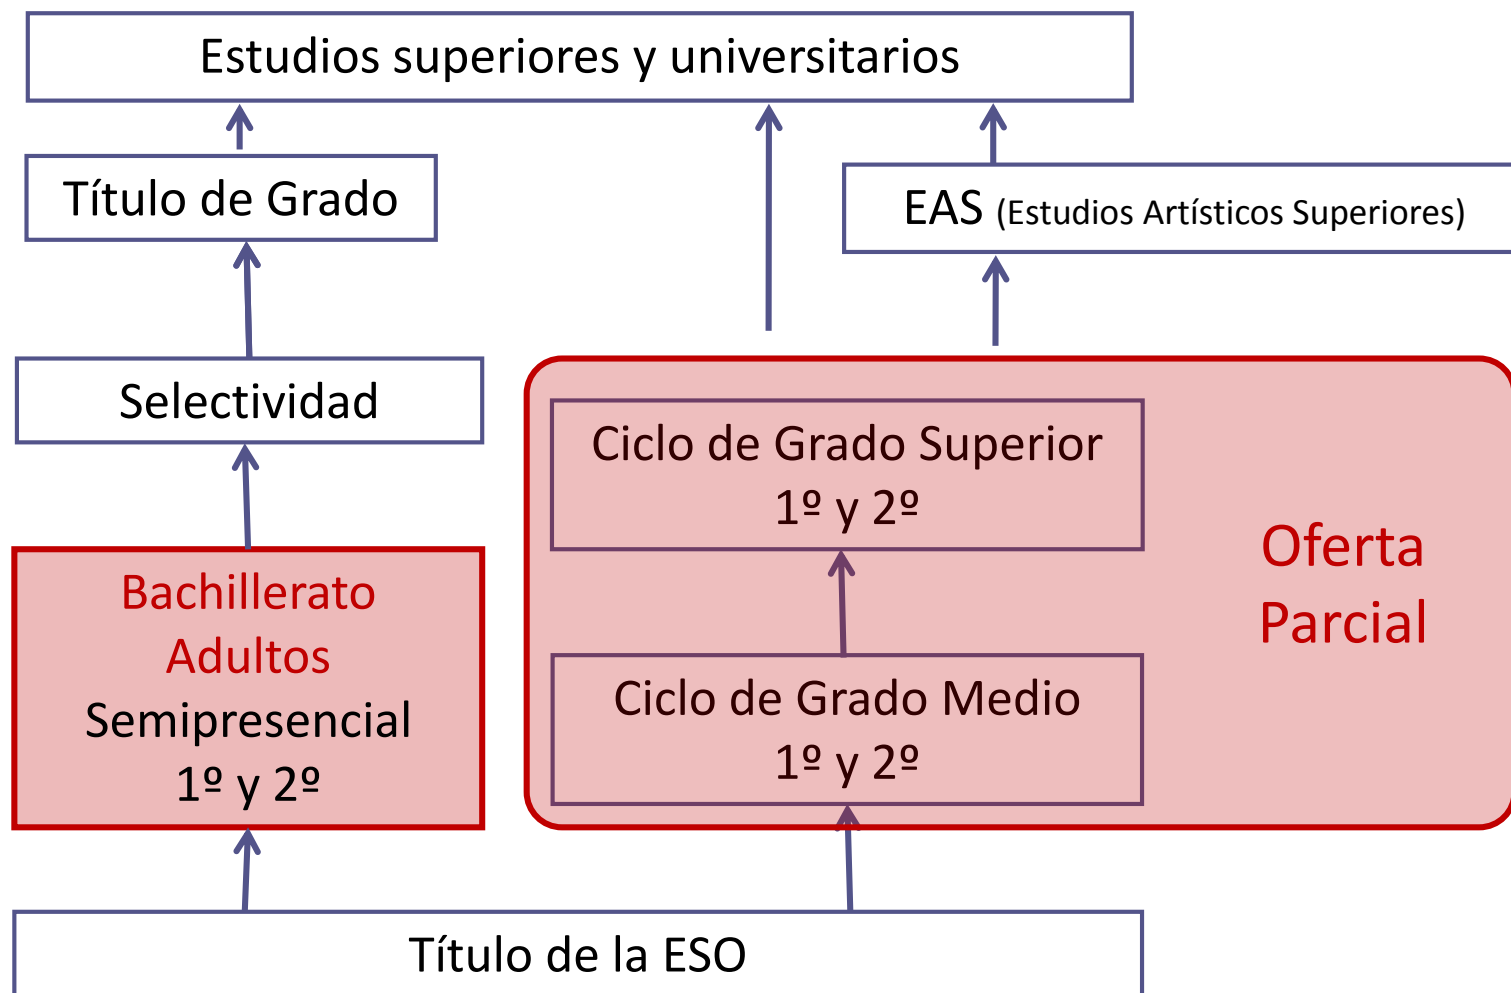 Estudios superiores y universitarios
Título de Grado
EAS (Estudios Artísticos Superiores)
Selectividad
Ciclo de Grado Superior
1º y 2º
Oferta
Parcial
Bachillerato
Adultos
Semipresencial
1º y 2º
Ciclo de Grado Medio
1º y 2º
Título de la ESO